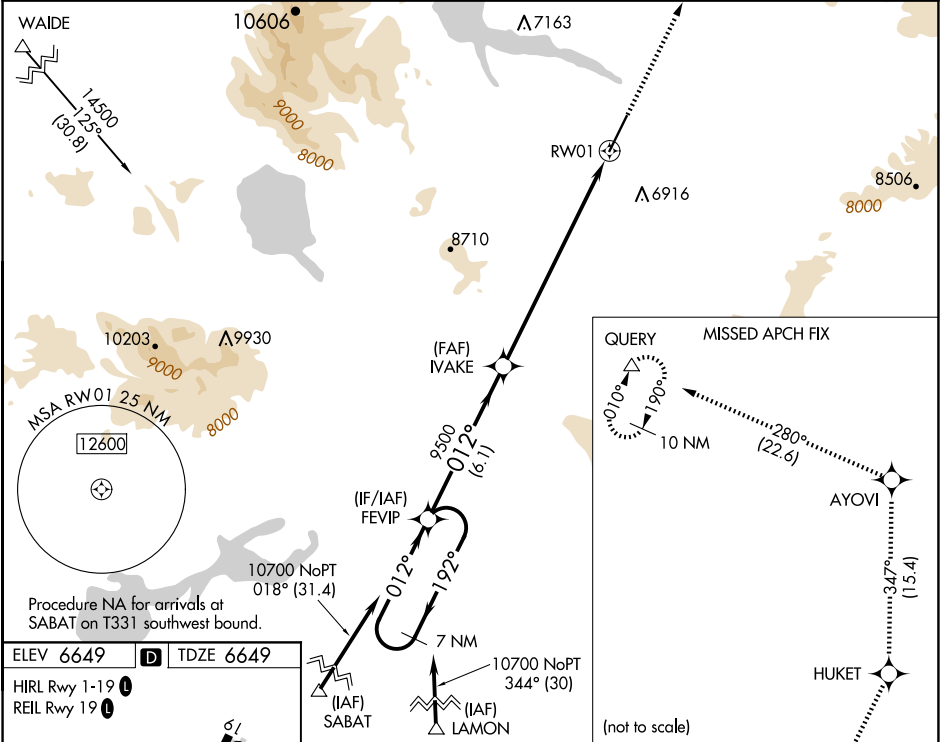 WAIDE
14500
125°
(30.8)
10606
9000
8000
7163
RW01
6916
8506
8000
8710
10203
9930
9000
8000
MSA RW01 25 NM
12600
(FAF)
IVAKE
9500
012°
(6.1)
(IF/IAF)
FEVIP
012°
192°
7 NM
10700 NoPT
018° (31.4)
(IAF)
SABAT
10700 NoPT
344° (30)
(IAF)
LAMON
Procedure NA for arrivals at
SABAT on T331 southwest bound.
ELEV 6649 D TDZE 6649
HIRL Rwy 1-19 L
REIL Rwy 19 L
19
MISSED APCH FIX
QUERY
010°
190°
10 NM
280°
(22.6)
AYOVI
347°
(15.4)
HUKET
(not to scale)